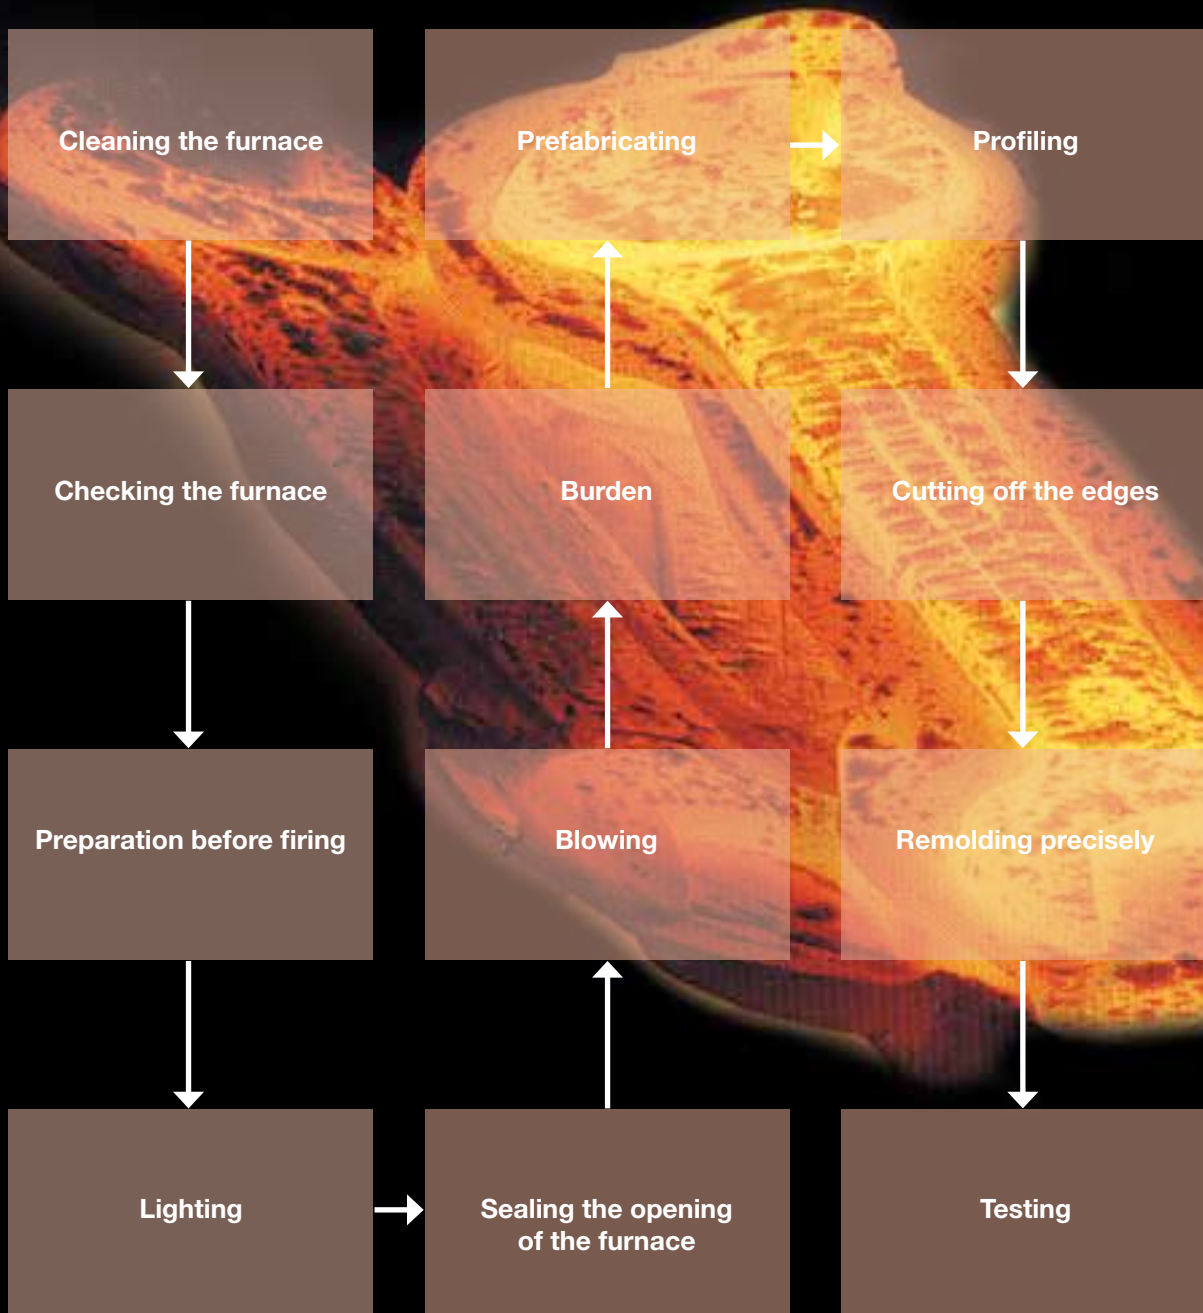 Cleaning the furnace
Prefabricating
Profiling
Checking the furnace
Burden
Cutting off the edges
Preparation before firing
Blowing
Remolding precisely
Lighting
Sealing the opening
of the furnace
Testing